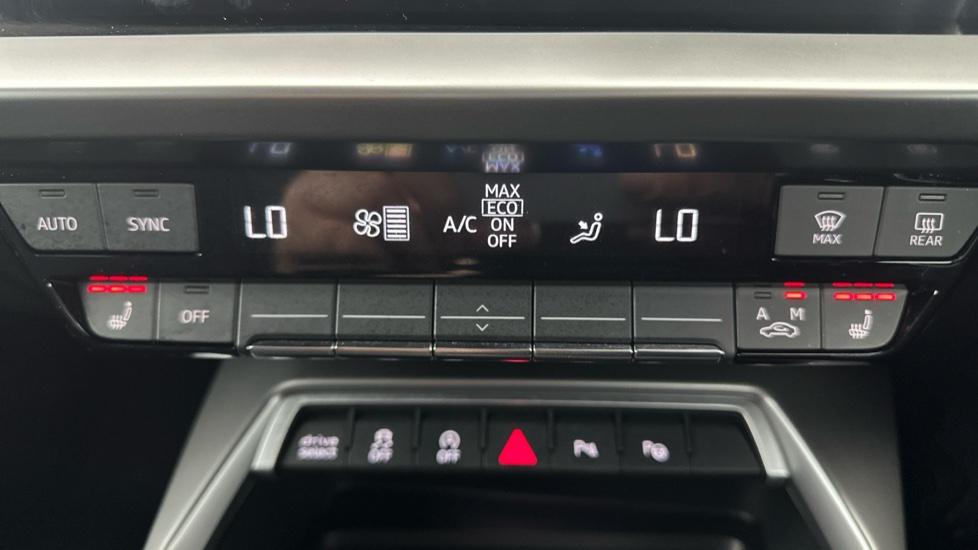 AUTO
SYNC
LO
A/C
MAX
ECO
ON
OFF
LO
MAX
REAR
OFF
A M
drive
select
OFF
OFF
P
P